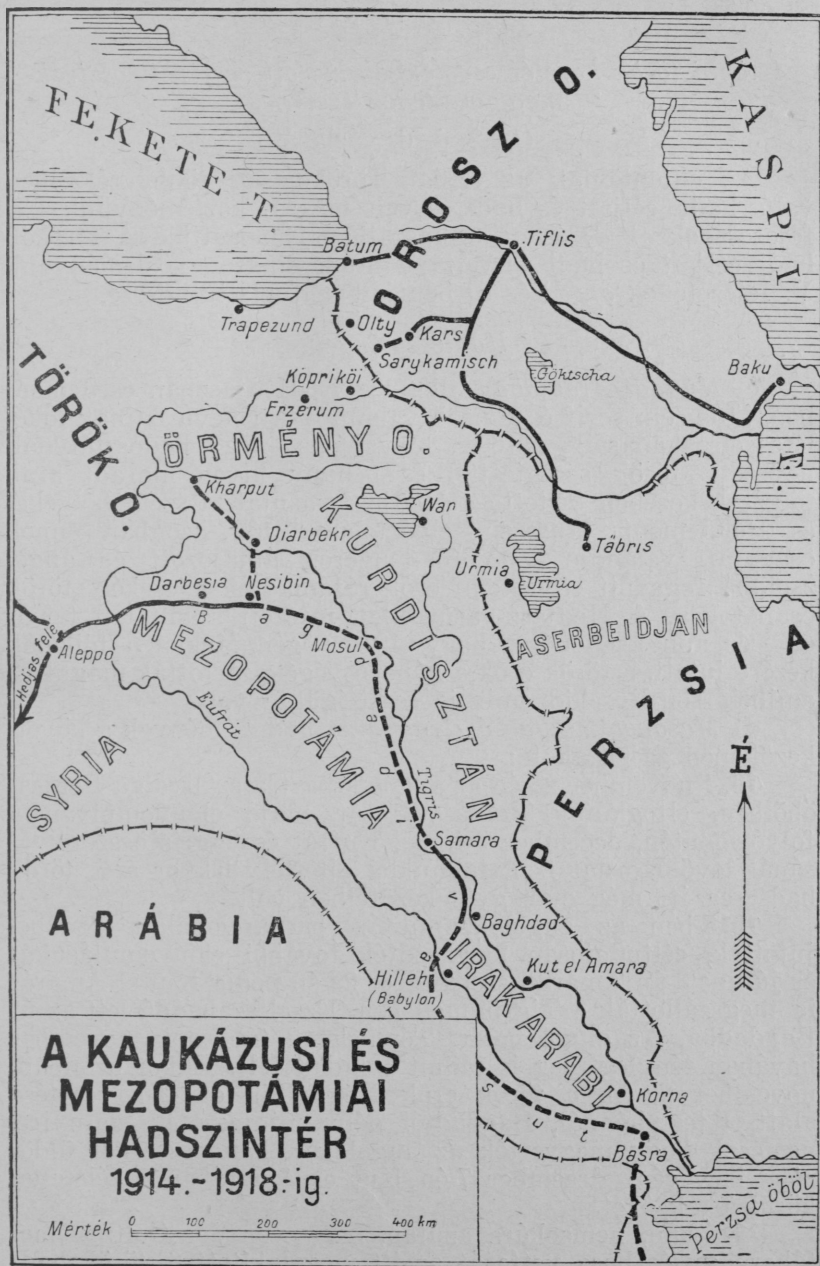 FEKETE T.
OROSZ O.
KASPI T.
Batum
Tiflis
Trapezund
Olty
Kars
Sarykamisch
Göktscha
Baku
TÖRÖK O.
Köpriköi
Erzerum
ÖRMÉNY O.
Kharput
KURDISZTÁN
Wan
Diarbekr
Täbris
Urmia
Urmia
Darbesia
Nesibin
ASERBEIDJAN
Bagdadi vasut
MEZOPOTÁMIA
Mosul
Hedjas felé
Aleppo
PERZSIA
Eufrát
SYRIA
Tigris
É
Samara
ARÁBIA
Baghdad
Hilleh
(Babylon)
IRAK ARABI
Kut el Amara
Korna
Basra
Perzsa öböl
A KAUKÁZUSI ÉS
MEZOPOTÁMIAI
HADSZINTÉR
1914.-1918.-ig.
Mérték 0 100 200 300 400 km